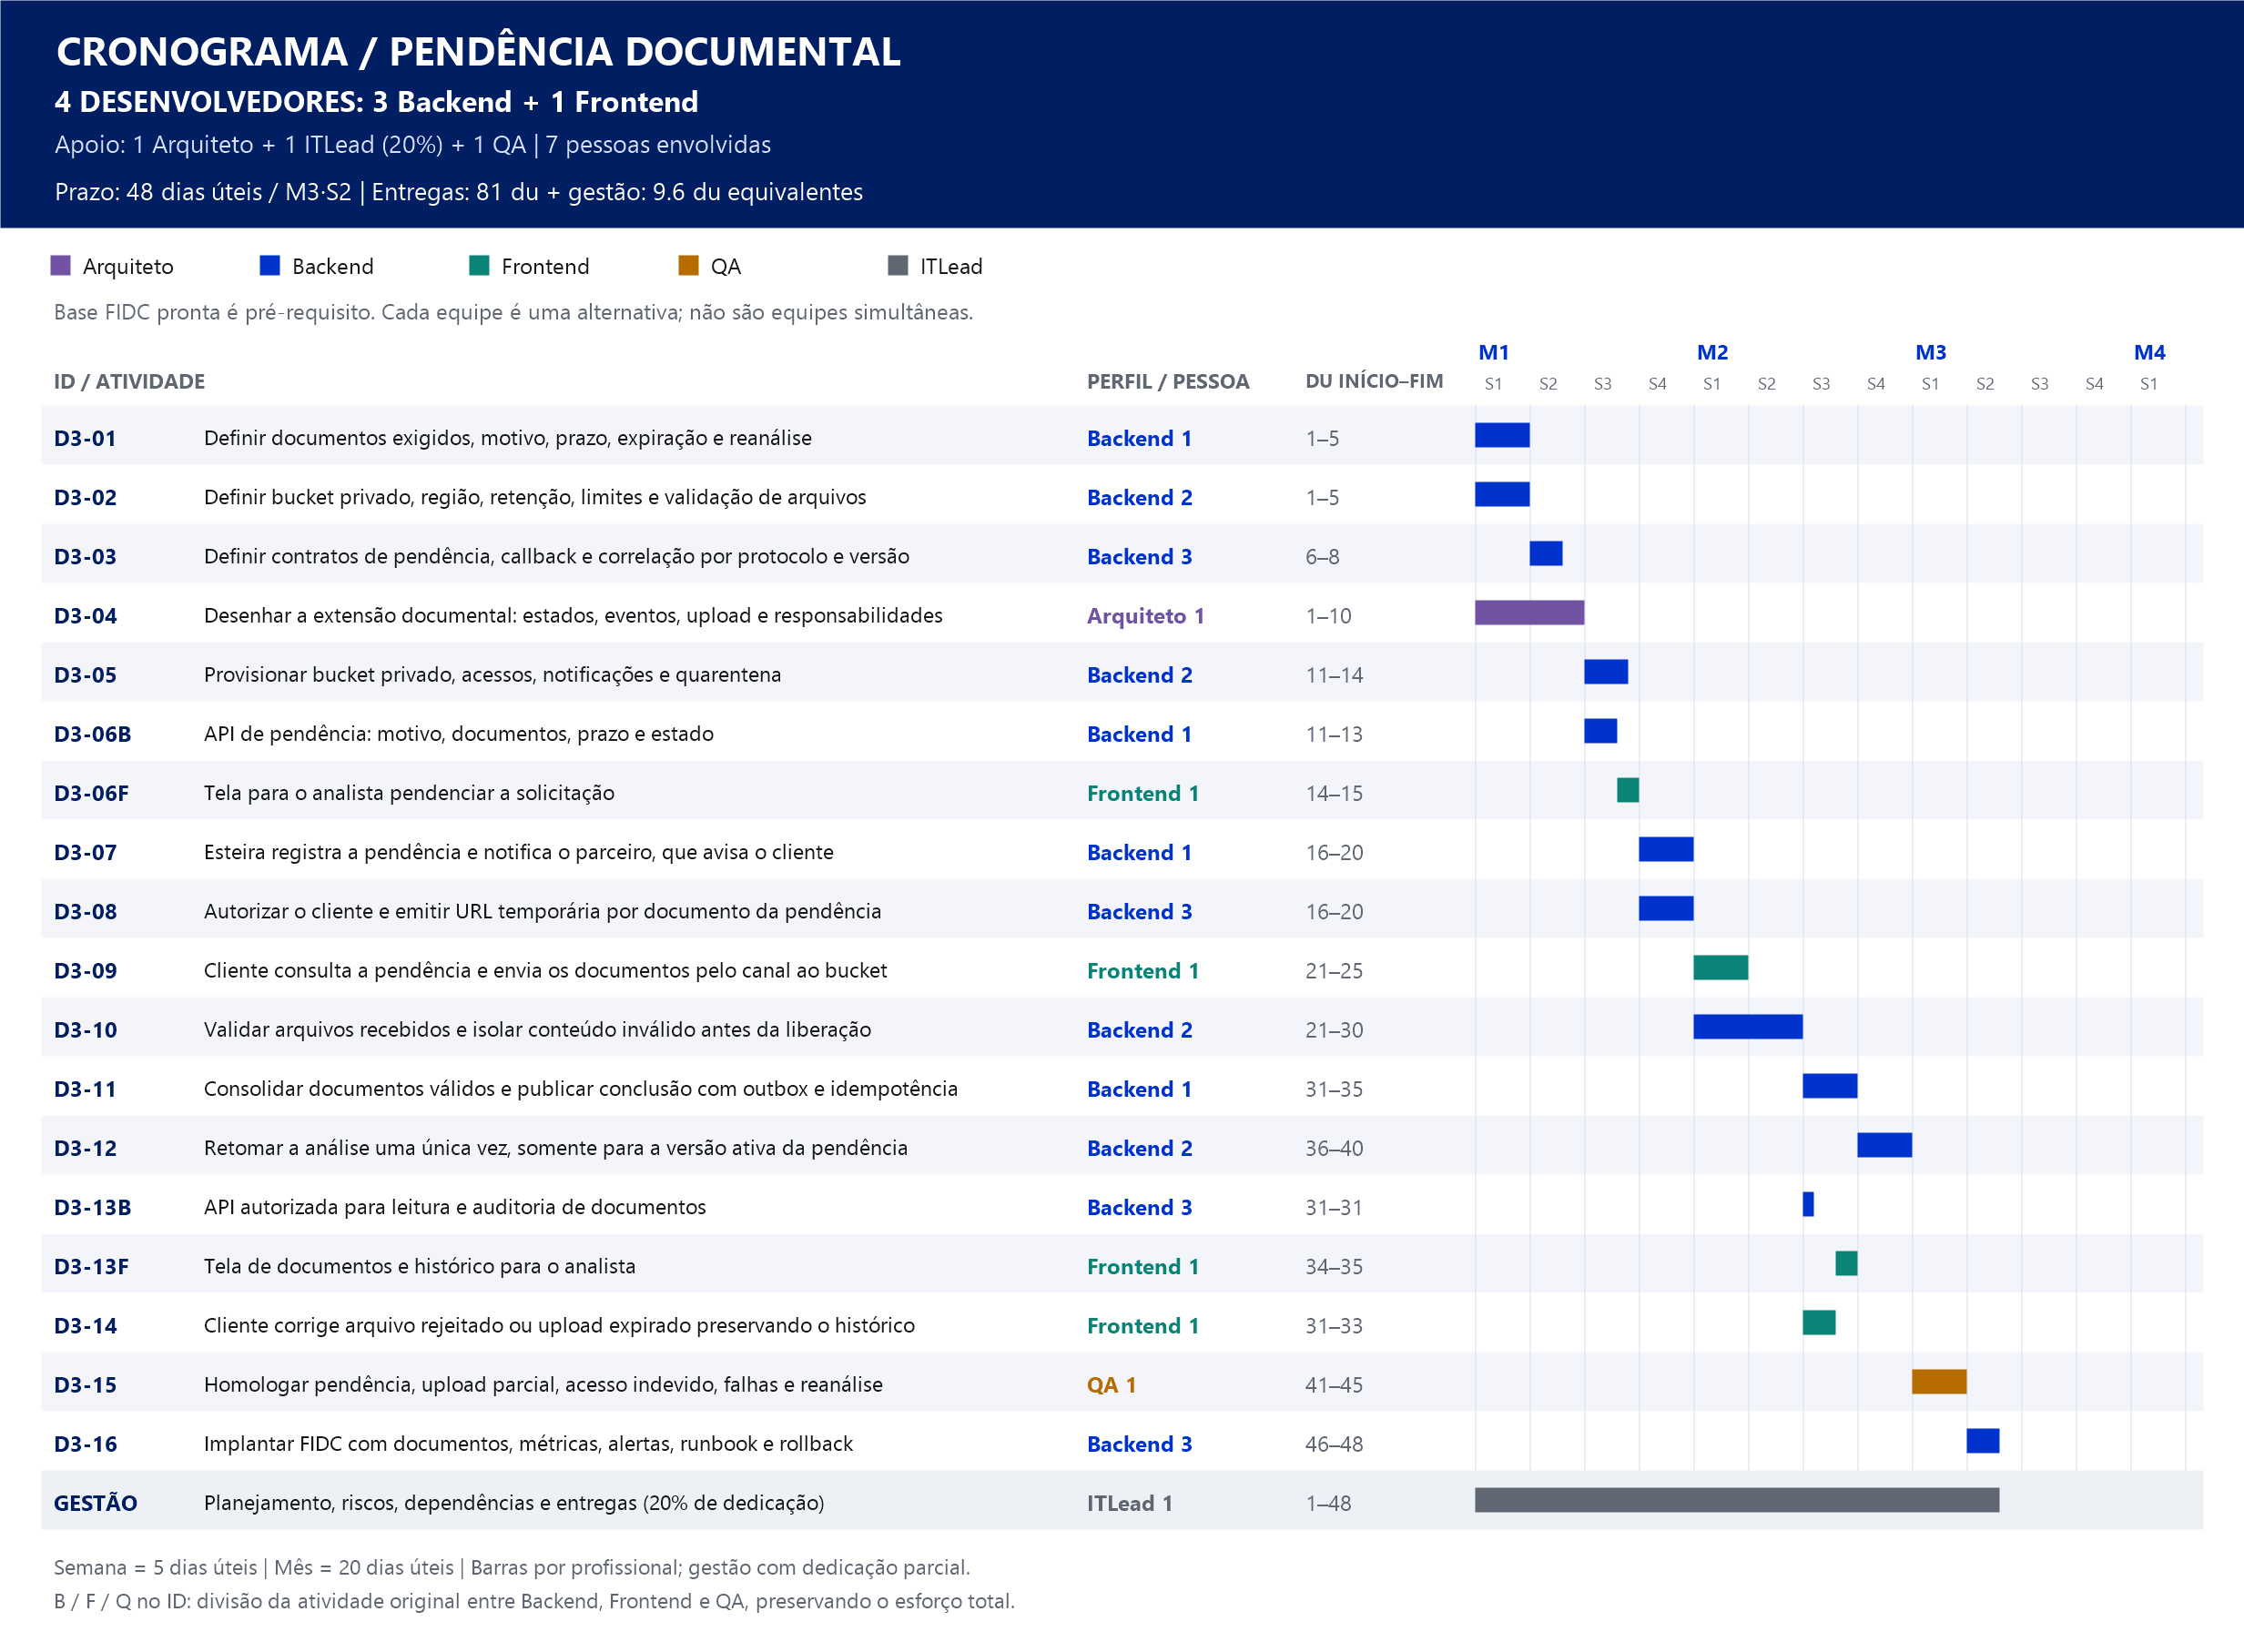 CRONOGRAMA / PENDÊNCIA DOCUMENTAL
4 DESENVOLVEDORES: 3 Backend + 1 Frontend
Apoio: 1 Arquiteto + 1 ITLead (20%) + 1 QA | 7 pessoas envolvidas
Prazo: 48 dias úteis / M3·S2 | Entregas: 81 du + gestão: 9.6 du equivalentes
Arquiteto Backend Frontend QA ITLead
Base FIDC pronta é pré-requisito. Cada equipe é uma alternativa; não são equipes simultâneas.
M1 M2 M3 M4
ID / ATIVIDADE PERFIL / PESSOA DU INÍCIO–FIM S1 S2 S3 S4 S1 S2 S3 S4 S1 S2 S3 S4 S1
D3-01 Definir documentos exigidos, motivo, prazo, expiração e reanálise Backend 1 1–5
D3-02 Definir bucket privado, região, retenção, limites e validação de arquivos Backend 2 1–5
D3-03 Definir contratos de pendência, callback e correlação por protocolo e versão Backend 3 6–8
D3-04 Desenhar a extensão documental: estados, eventos, upload e responsabilidades Arquiteto 1 1–10
D3-05 Provisionar bucket privado, acessos, notificações e quarentena Backend 2 11–14
D3-06B API de pendência: motivo, documentos, prazo e estado Backend 1 11–13
D3-06F Tela para o analista pendenciar a solicitação Frontend 1 14–15
D3-07 Esteira registra a pendência e notifica o parceiro, que avisa o cliente Backend 1 16–20
D3-08 Autorizar o cliente e emitir URL temporária por documento da pendência Backend 3 16–20
D3-09 Cliente consulta a pendência e envia os documentos pelo canal ao bucket Frontend 1 21–25
D3-10 Validar arquivos recebidos e isolar conteúdo inválido antes da liberação Backend 2 21–30
D3-11 Consolidar documentos válidos e publicar conclusão com outbox e idempotência Backend 1 31–35
D3-12 Retomar a análise uma única vez, somente para a versão ativa da pendência Backend 2 36–40
D3-13B API autorizada para leitura e auditoria de documentos Backend 3 31–31
D3-13F Tela de documentos e histórico para o analista Frontend 1 34–35
D3-14 Cliente corrige arquivo rejeitado ou upload expirado preservando o histórico Frontend 1 31–33
D3-15 Homologar pendência, upload parcial, acesso indevido, falhas e reanálise QA 1 41–45
D3-16 Implantar FIDC com documentos, métricas, alertas, runbook e rollback Backend 3 46–48
GESTÃO Planejamento, riscos, dependências e entregas (20% de dedicação) ITLead 1 1–48
Semana = 5 dias úteis | Mês = 20 dias úteis | Barras por profissional; gestão com dedicação parcial.
B / F / Q no ID: divisão da atividade original entre Backend, Frontend e QA, preservando o esforço total.